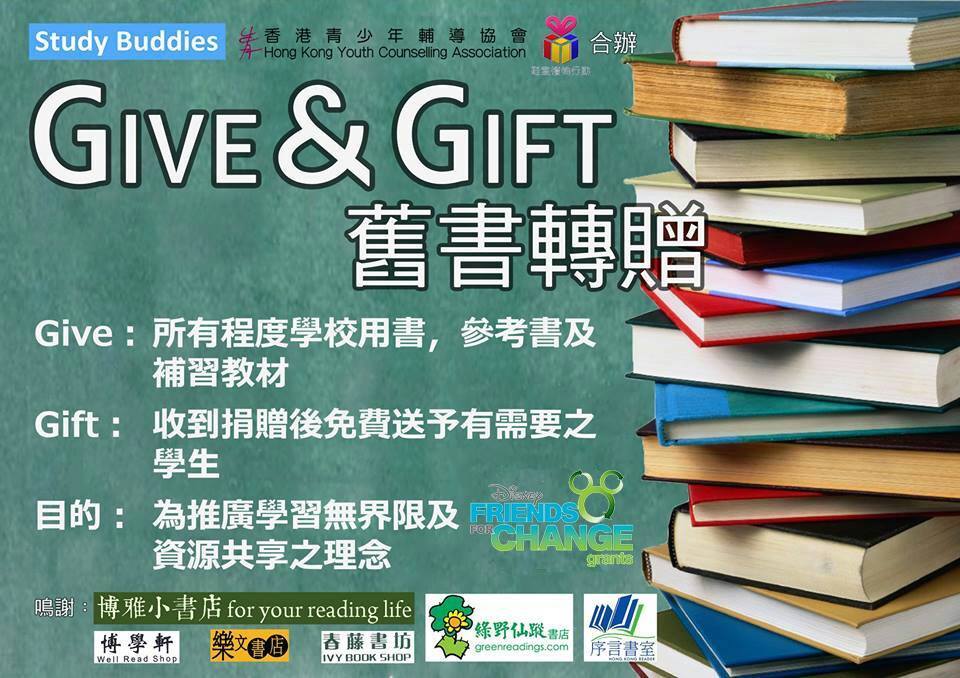 Study Buddies 香港青少年輔導協會 合辦
Hong Kong Youth Counselling Association
GIVE & GIFT
舊書轉贈
Give： 所有程度學校用書，參考書及
補習教材
Gift： 收到捐贈後免費送予有需要之
學生
目的： 為推廣學習無界限及
資源共享之理念
Disney
FRIENDS
FOR CHANGE
grants
鳴謝：博雅小書店 for your reading life
博學軒
Well Read Shop
樂文書店
春藤書坊
IVY BOOK SHOP
綠野仙蹤書店
greenreadings.com
序言書室
HONG KONG READER